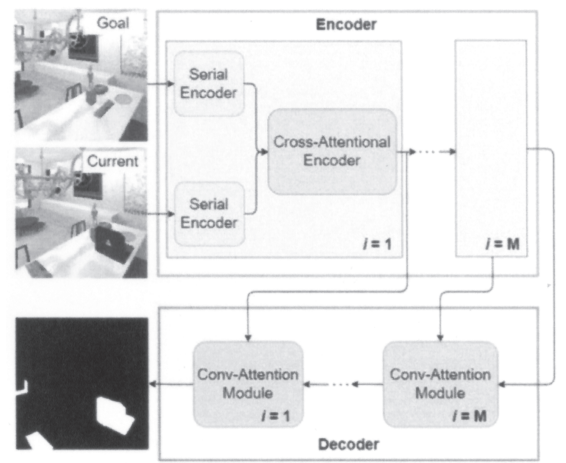 Goal
Encoder
Serial
Encoder
Cross-Attentional
Encoder
...
Current
Serial
Encoder
i = 1
i = M
Conv-Attention
Module
i = 1
...
Conv-Attention
Module
i = M
Decoder